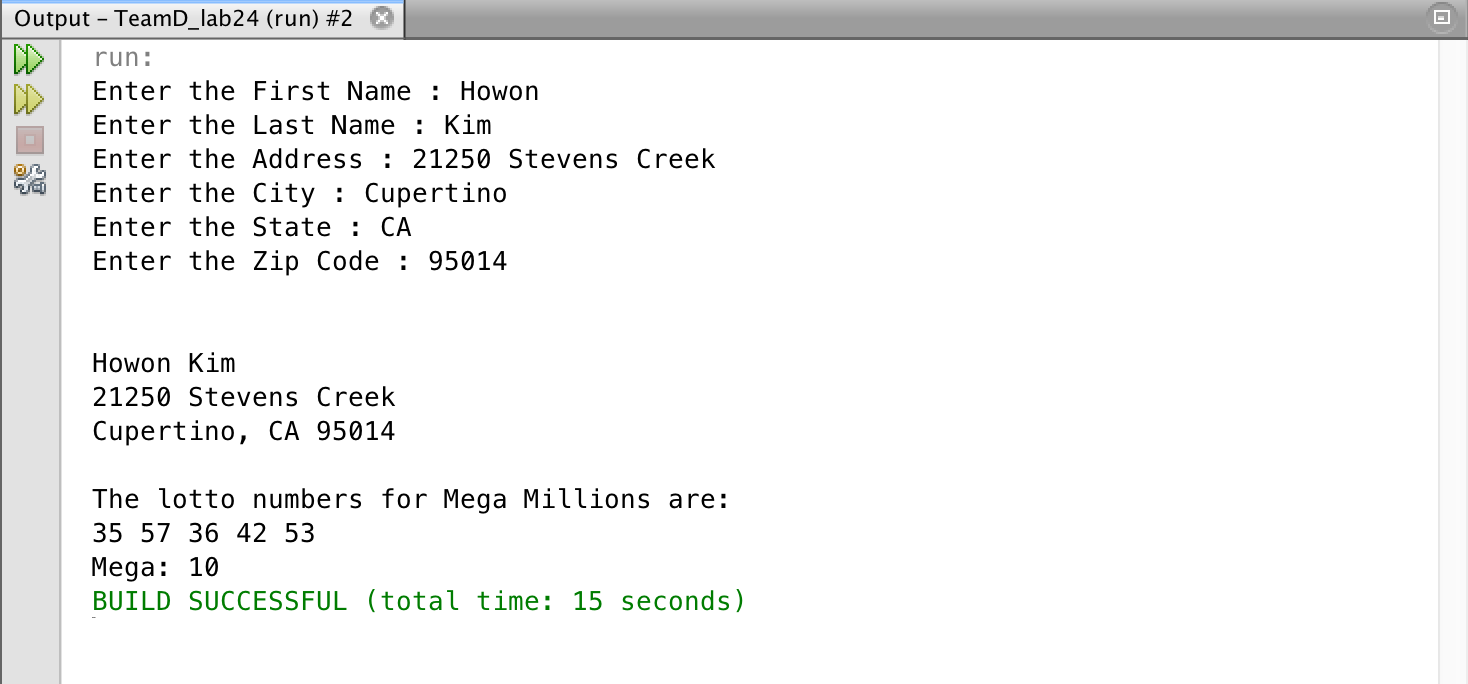 Output – TeamD_lab24 (run) #2
run:
Enter the First Name : Howon
Enter the Last Name : Kim
Enter the Address : 21250 Stevens Creek
Enter the City : Cupertino
Enter the State : CA
Enter the Zip Code : 95014
Howon Kim
21250 Stevens Creek
Cupertino, CA 95014
The lotto numbers for Mega Millions are:
35 57 36 42 53
Mega: 10
BUILD SUCCESSFUL (total time: 15 seconds)